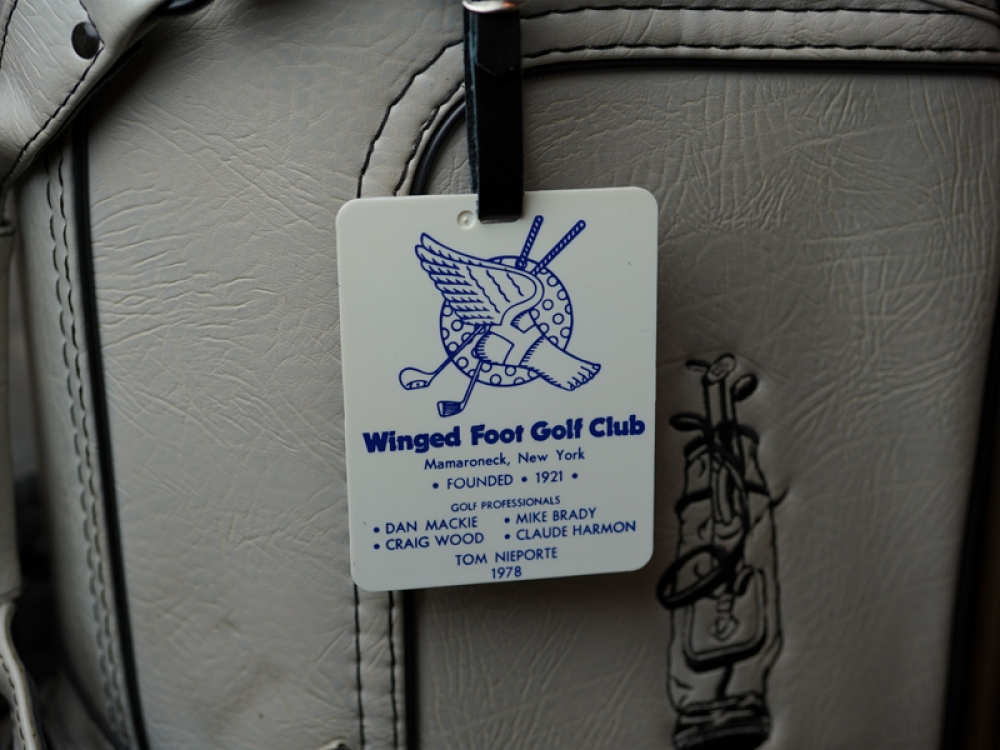 Winged Foot Golf Club
Mamaroneck, New York
• FOUNDED • 1921 •
GOLF PROFESSIONALS
• DAN MACKIE • MIKE BRADY
• CRAIG WOOD • CLAUDE HARMON
TOM NIEPORTE
1978